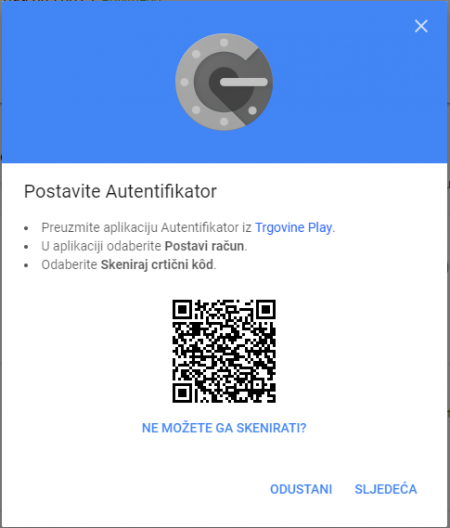 Postavite Autentifikator
Preuzmite aplikaciju Autentifikator iz Trgovine Play.
U aplikaciji odaberite Postavi račun.
Odaberite Skeniraj crtični kôd.
NE MOŽETE GA SKENIRATI?
ODUSTANI SLJEDEĆA